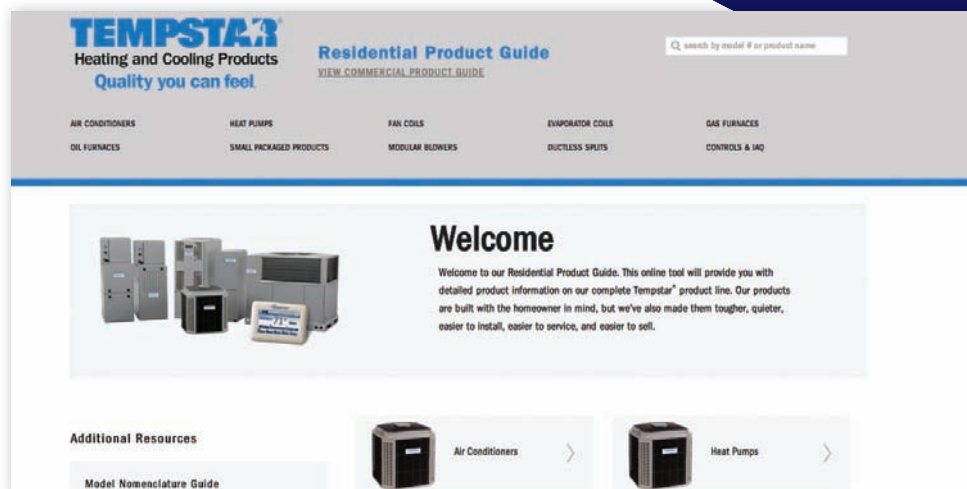 TEMPSTAR®
Heating and Cooling Products
Quality you can feel.
Residential Product Guide
VIEW COMMERCIAL PRODUCT GUIDE
search by model # or product name
AIR CONDITIONERS HEAT PUMPS FAN COILS EVAPORATOR COILS GAS FURNACES
OIL FURNACES SMALL PACKAGED PRODUCTS MODULAR BLOWERS DUCTLESS SPLITS CONTROLS & IAQ
Welcome
Welcome to our Residential Product Guide. This online tool will provide you with
detailed product information on our complete Tempstar® product line. Our products
are built with the homeowner in mind, but we've also made them tougher, quieter,
easier to install, easier to service, and easier to sell.
Additional Resources
Model Nomenclature Guide
Air Conditioners
Heat Pumps